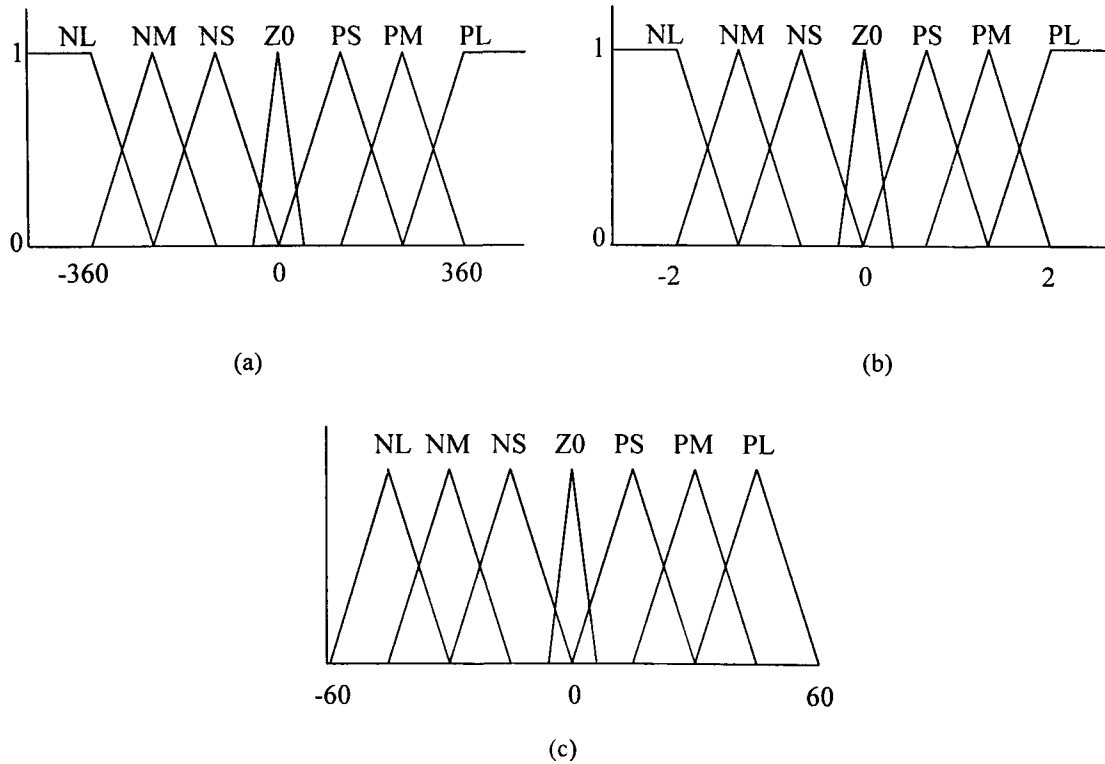 NL NM NS Z0 PS PM PL
1
0
-360 0 360
(a)
NL NM NS Z0 PS PM PL
1
0
-2 0 2
(b)
NL NM NS Z0 PS PM PL
-60 0 60
(c)